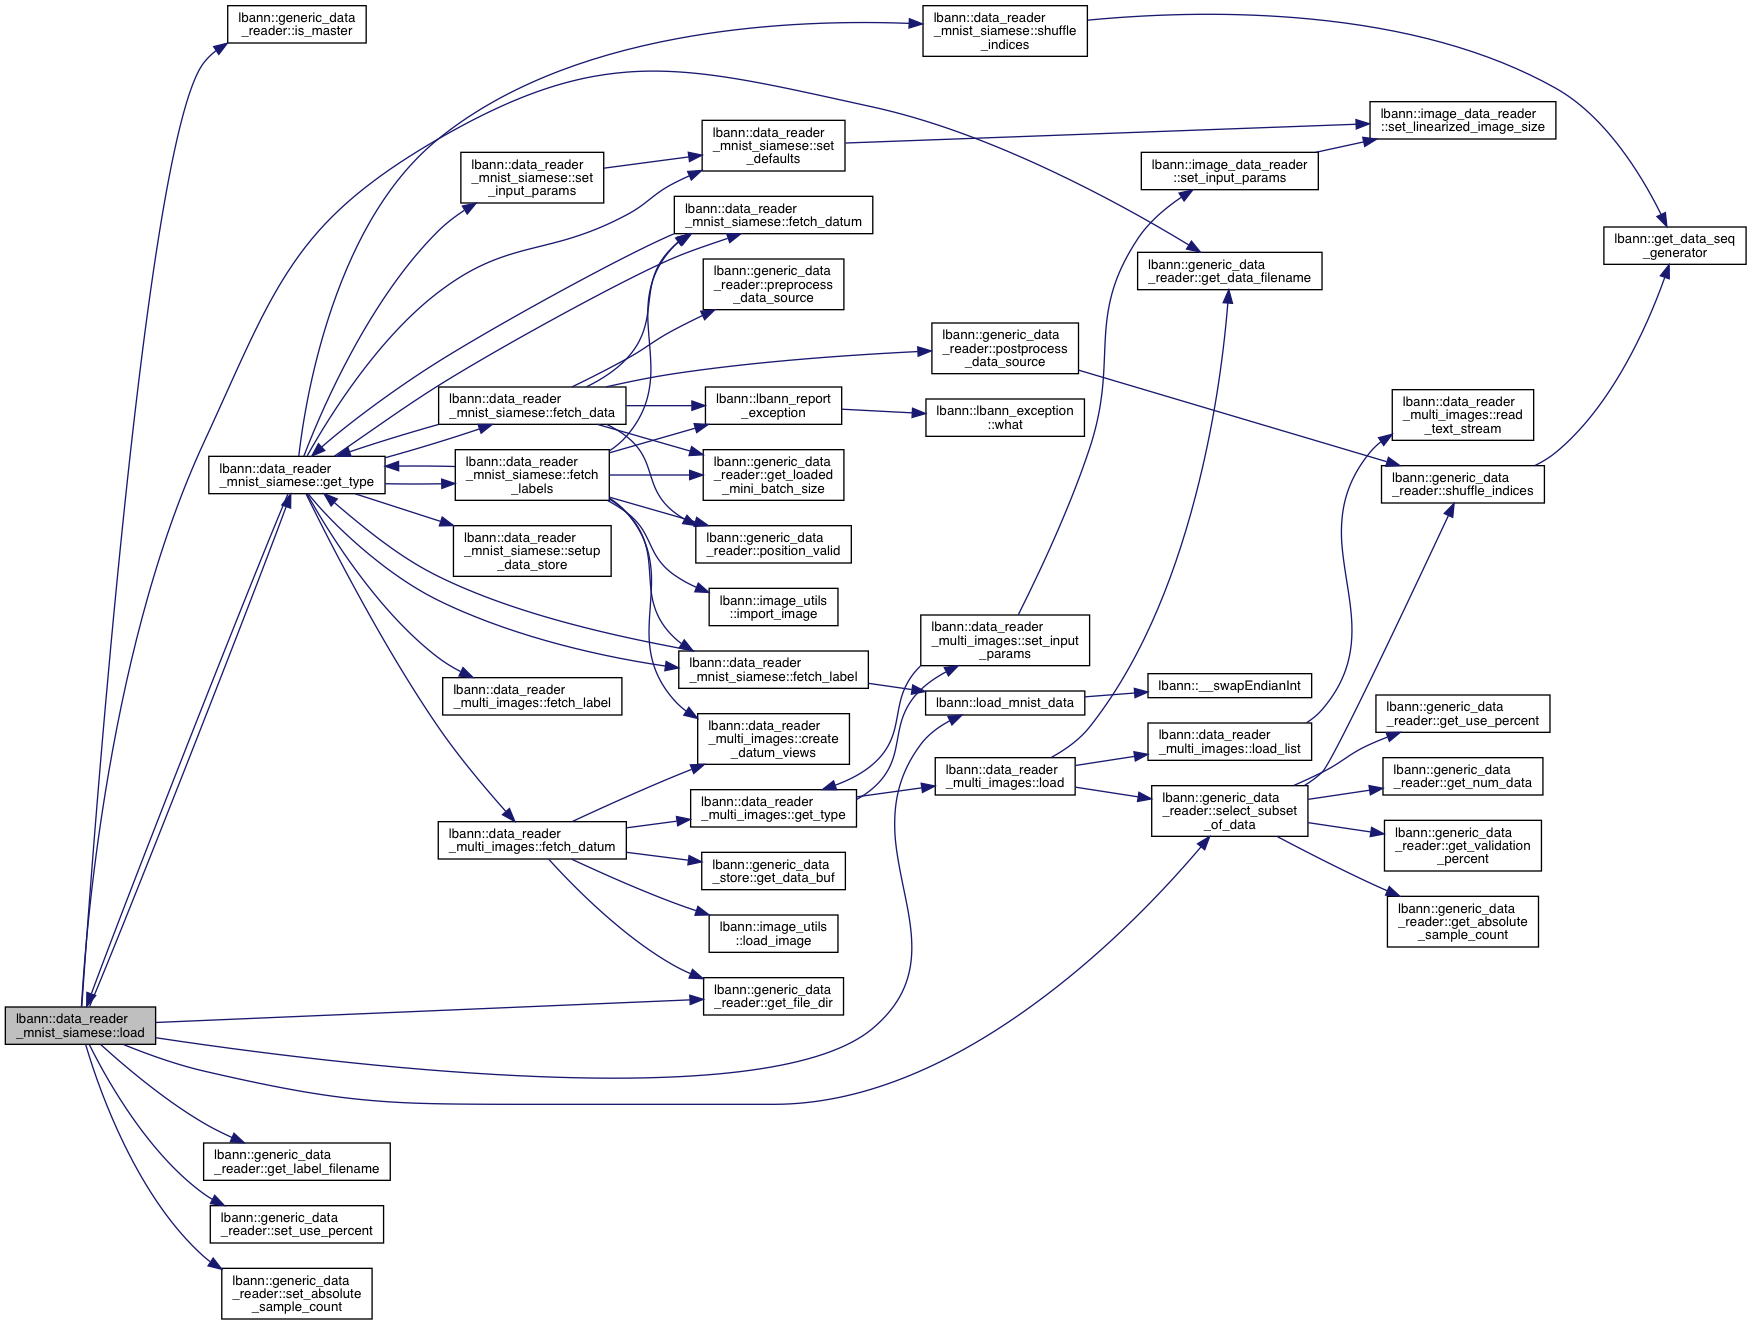 lbann::generic_data
_reader::is_master
lbann::data_reader
_mnist_siamese::shuffle
_indices
lbann::image_data_reader
::set_linearized_image_size
lbann::data_reader
_mnist_siamese::set
_defaults
lbann::data_reader
_mnist_siamese::set
_input_params
lbann::image_data_reader
::set_input_params
lbann::data_reader
_mnist_siamese::fetch_datum
lbann::get_data_seq
_generator
lbann::generic_data
_reader::get_data_filename
lbann::generic_data
_reader::preprocess
_data_source
lbann::generic_data
_reader::postprocess
_data_source
lbann::data_reader
_mnist_siamese::fetch_data
lbann::lbann_report
_exception
lbann::lbann_exception
::what
lbann::data_reader
_multi_images::read
_text_stream
lbann::data_reader
_mnist_siamese::get_type
lbann::data_reader
_mnist_siamese::fetch
_labels
lbann::generic_data
_reader::get_loaded
_mini_batch_size
lbann::generic_data
_reader::shuffle_indices
lbann::data_reader
_mnist_siamese::setup
_data_store
lbann::generic_data
_reader::position_valid
lbann::image_utils
::import_image
lbann::data_reader
_multi_images::set_input
_params
lbann::data_reader
_mnist_siamese::fetch_label
lbann::data_reader
_multi_images::fetch_label
lbann::load_mnist_data
lbann::__swapEndianInt
lbann::generic_data
_reader::get_use_percent
lbann::data_reader
_multi_images::create
_datum_views
lbann::data_reader
_multi_images::load_list
lbann::data_reader
_multi_images::load
lbann::generic_data
_reader::get_num_data
lbann::data_reader
_multi_images::get_type
lbann::generic_data
_reader::select_subset
_of_data
lbann::data_reader
_multi_images::fetch_datum
lbann::generic_data
_reader::get_validation
_percent
lbann::generic_data
_store::get_data_buf
lbann::generic_data
_reader::get_absolute
_sample_count
lbann::image_utils
::load_image
lbann::generic_data
_reader::get_file_dir
lbann::data_reader
_mnist_siamese::load
lbann::generic_data
_reader::get_label_filename
lbann::generic_data
_reader::set_use_percent
lbann::generic_data
_reader::set_absolute
_sample_count